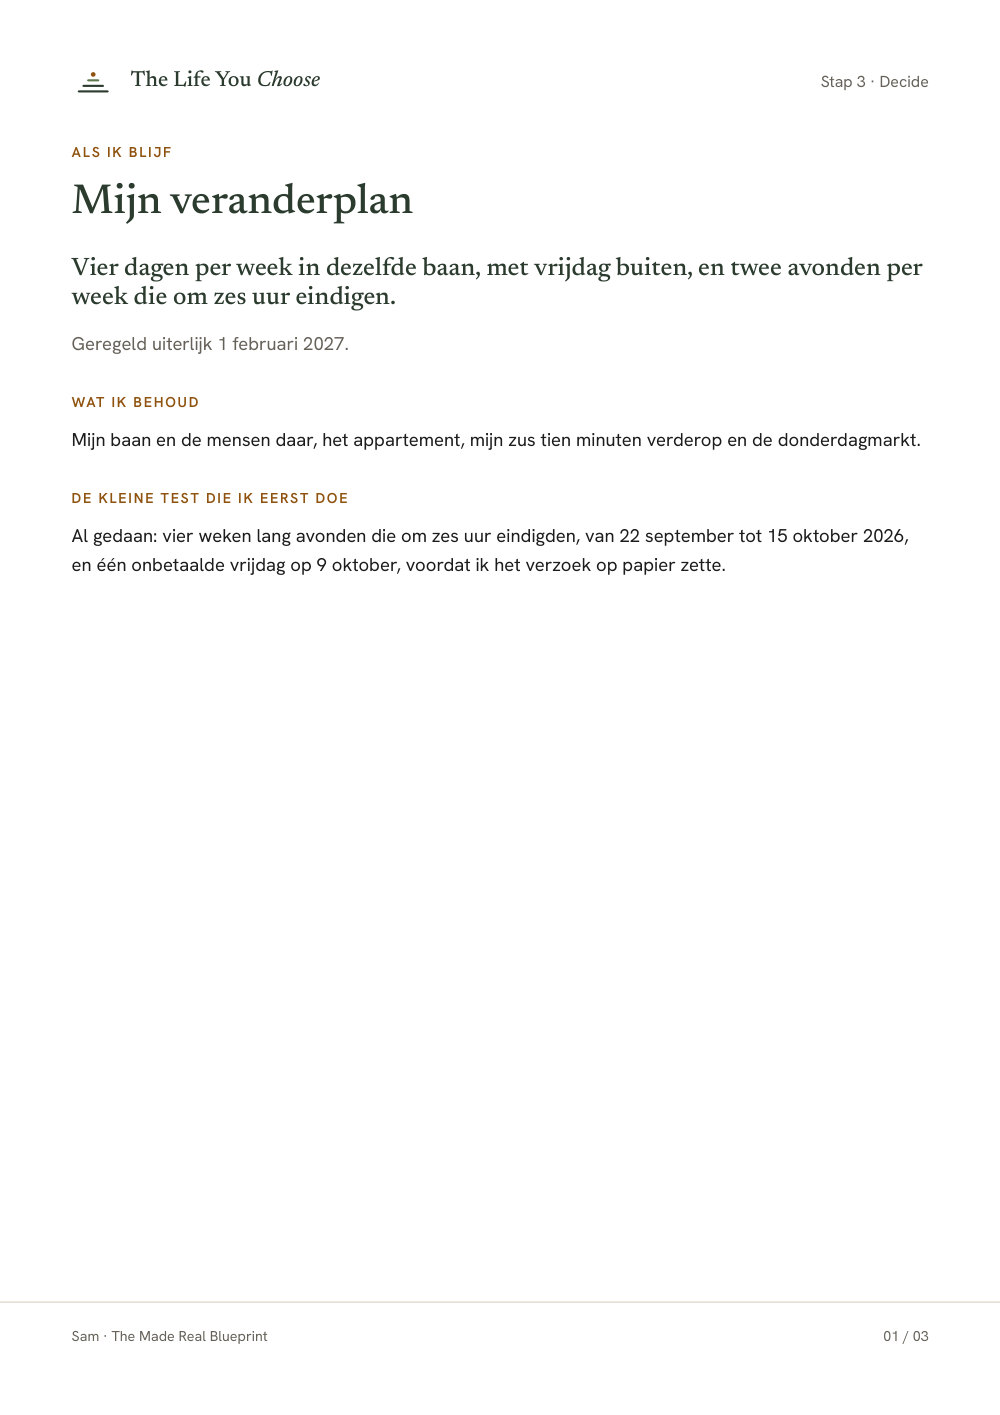 The Life You Choose
Stap 3 · Decide
ALS IK BLIJF
Mijn veranderplan
Vier dagen per week in dezelfde baan, met vrijdag buiten, en twee avonden per
week die om zes uur eindigen.
Geregeld uiterlijk 1 februari 2027.
WAT IK BEHOUD
Mijn baan en de mensen daar, het appartement, mijn zus tien minuten verderop en de donderdagmarkt.
DE KLEINE TEST DIE IK EERST DOE
Al gedaan: vier weken lang avonden die om zes uur eindigden, van 22 september tot 15 oktober 2026,
en één onbetaalde vrijdag op 9 oktober, voordat ik het verzoek op papier zette.
Sam · The Made Real Blueprint
01 / 03